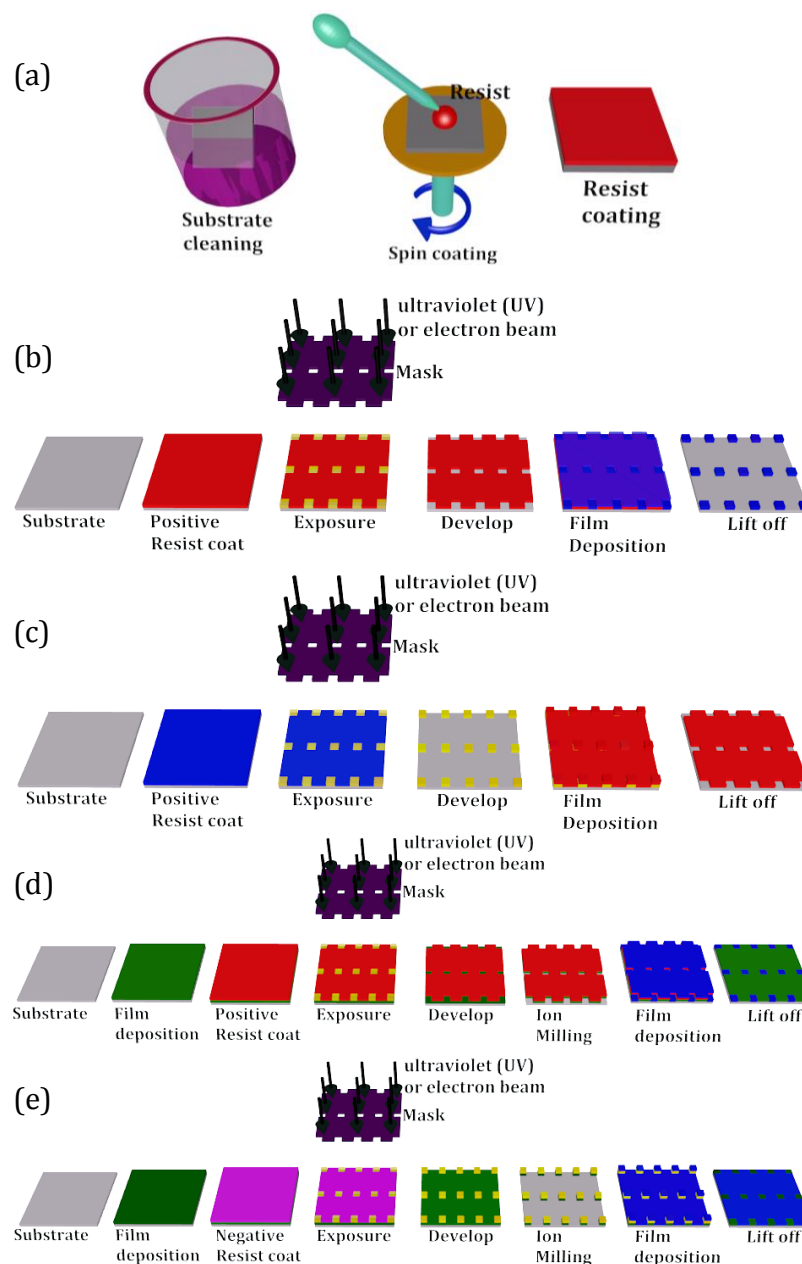 (a)
Resist
Substrate
cleaning
Spin coating
Resist
coating
(b)
ultraviolet (UV)
or electron beam
Mask
Substrate
Positive
Resist coat
Exposure
Develop
Film
Deposition
Lift off
(c)
ultraviolet (UV)
or electron beam
Mask
Substrate
Positive
Resist coat
Exposure
Develop
Film
Deposition
Lift off
(d)
ultraviolet (UV)
or electron beam
Mask
Substrate
Film
deposition
Positive
Resist coat
Exposure
Develop
Ion
Milling
Film
deposition
Lift off
(e)
ultraviolet (UV)
or electron beam
Mask
Substrate
Film
deposition
Negative
Resist coat
Exposure
Develop
Ion
Milling
Film
deposition
Lift off